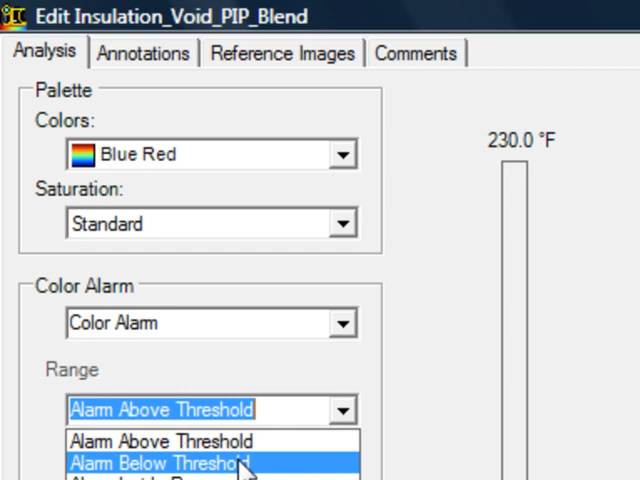 Edit Insulation_Void_PIP_Blend
Analysis
Annotations
Reference Images
Comments
Palette
Colors:
Blue Red
230.0 °F
Saturation:
Standard
Color Alarm
Color Alarm
Range
Alarm Above Threshold
Alarm Above Threshold
Alarm Below Threshold